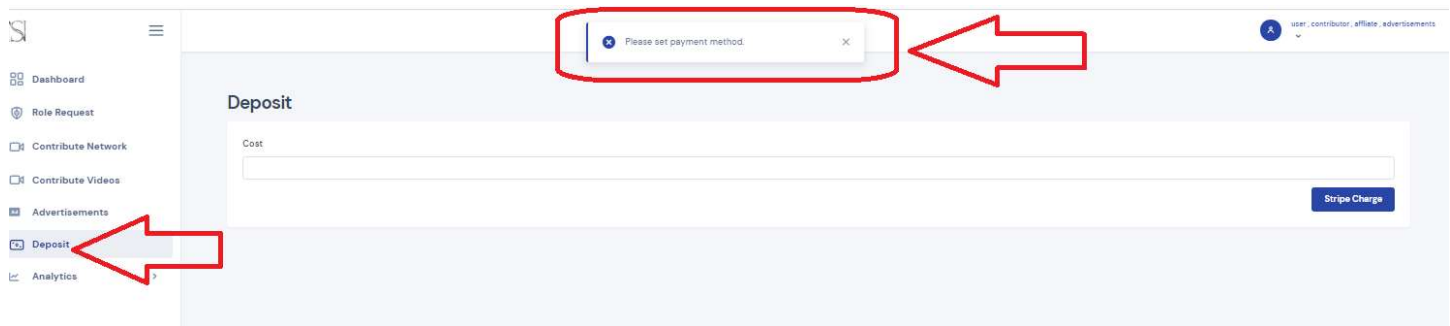 SI
Please set payment method.
user , contributor , affliate , advertisements
Dashboard
Role Request
Contribute Network
Contribute Videos
Advertisements
Deposit
Analytics
Deposit
Cost
Stripe Charge